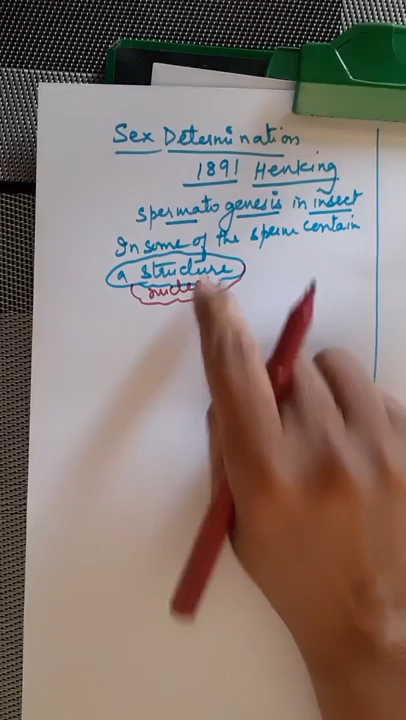 Sex Determination
1891 Henking
Spermatogenesis in insect
In some of the sperm contain
a structure